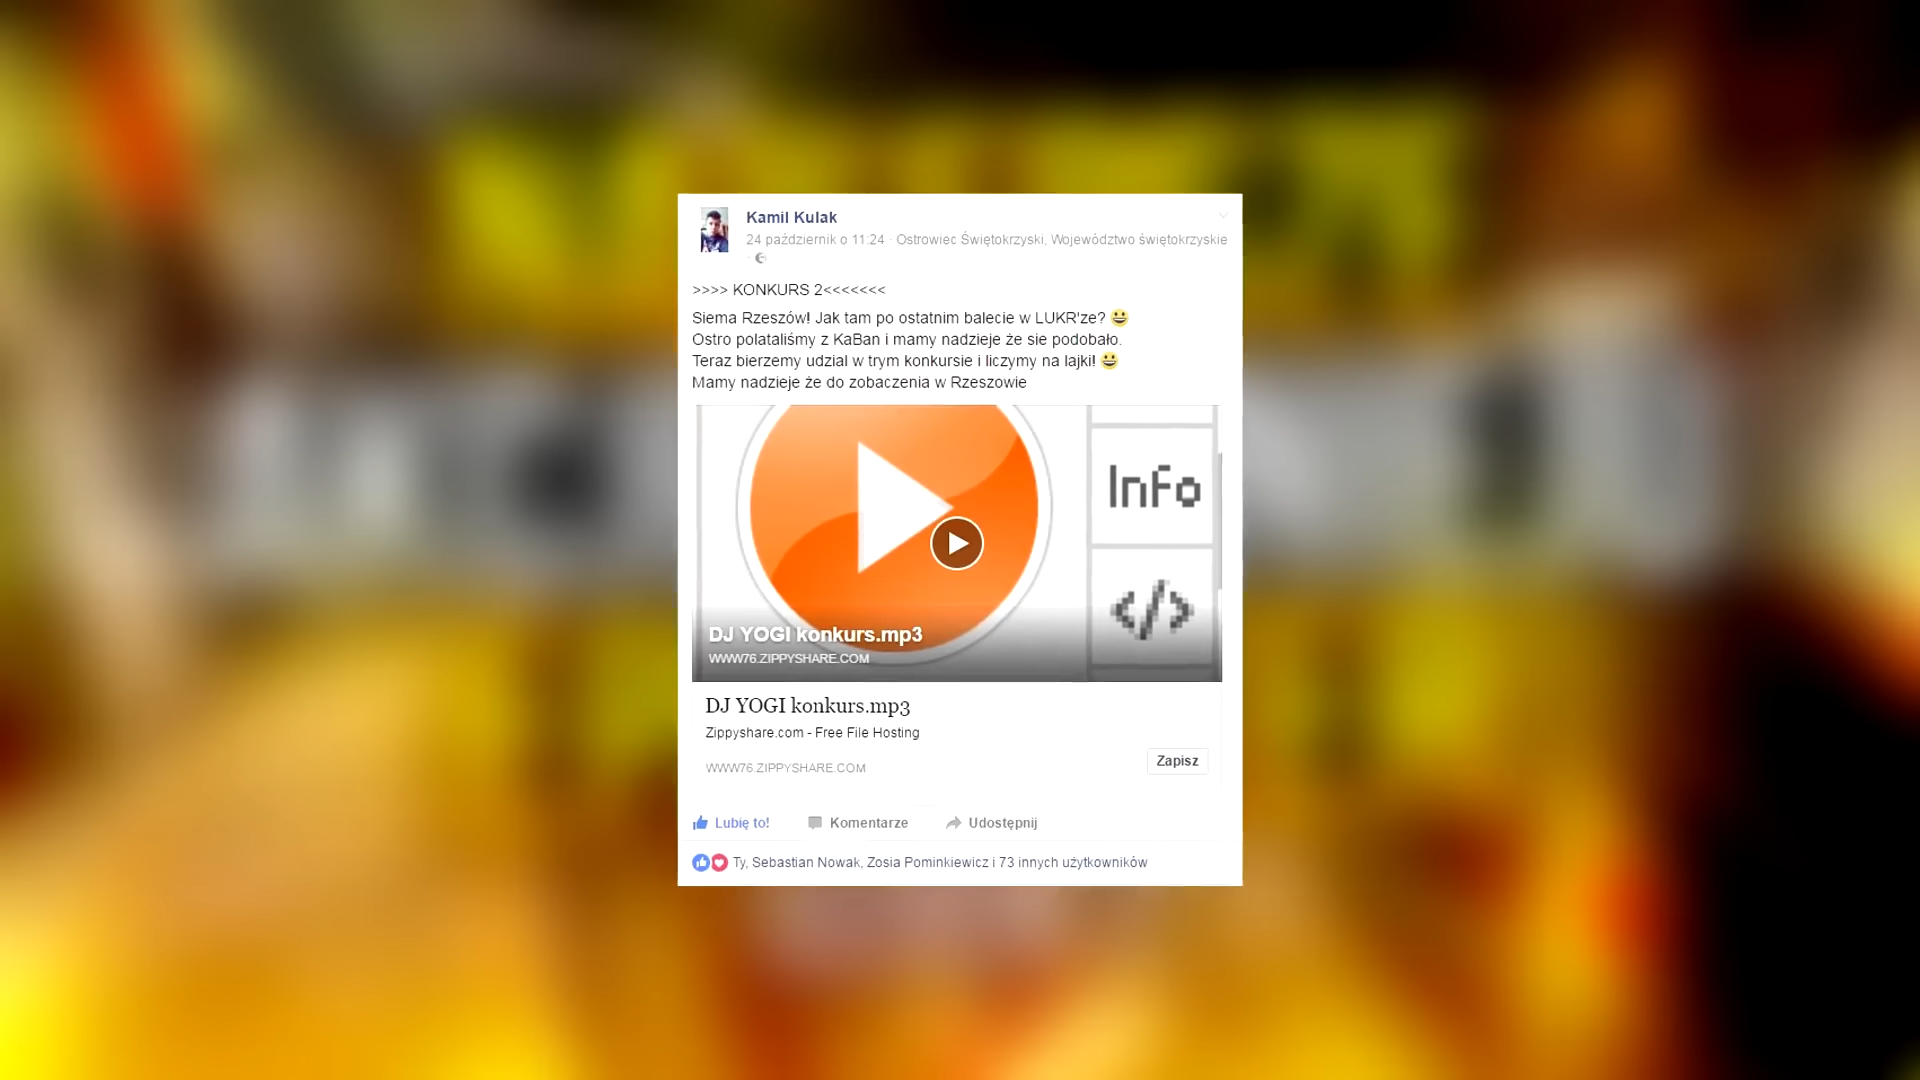 Kamil Kulak
24 październik o 11:24 · Ostrowiec Świętokrzyski, Województwo świętokrzyskie
>>>> KONKURS 2<<<<<<<
Siema Rzeszów! Jak tam po ostatnim balecie w LUKR'ze? 😀
Ostro polataliśmy z KaBan i mamy nadzieje że sie podobało.
Teraz bierzemy udzial w trym konkursie i liczymy na lajki! 😀
Mamy nadzieje że do zobaczenia w Rzeszowie
Info
</>
DJ YOGI konkurs.mp3
WWW76.ZIPPYSHARE.COM
DJ YOGI konkurs.mp3
Zippyshare.com - Free File Hosting
WWW76.ZIPPYSHARE.COM
Zapisz
Lubię to! Komentarze Udostępnij
Ty, Sebastian Nowak, Zosia Pominkiewicz i 73 innych użytkowników